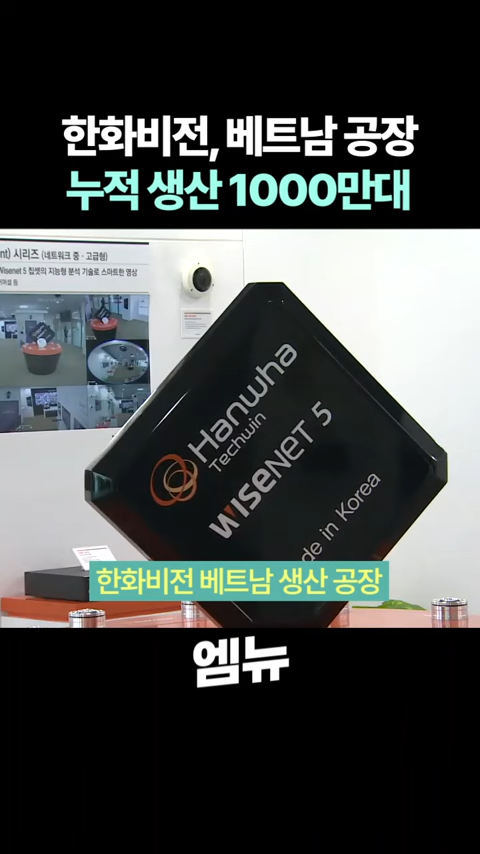 한화비전, 베트남 공장
누적 생산 1000만대
nt) 시리즈 (네트워크 중·고급형)
Wisenet 5 칩셋의 지능형 분석 기술로 스마트한 영상
Hanwha
Techwin
WISENET 5
de in Korea
한화비전 베트남 생산 공장
엠뉴